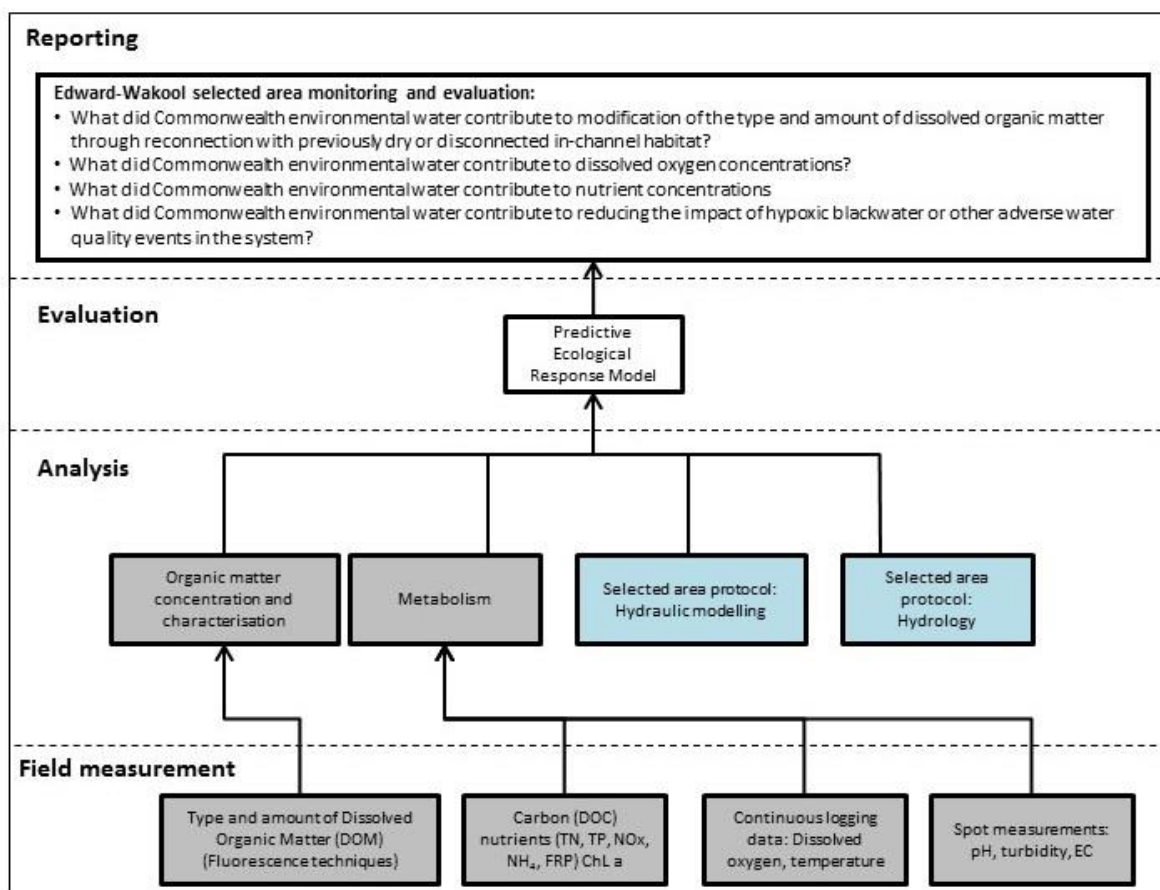 Reporting
Edward-Wakool selected area monitoring and evaluation:
• What did Commonwealth environmental water contribute to modification of the type and amount of dissolved organic matter
through reconnection with previously dry or disconnected in-channel habitat?
• What did Commonwealth environmental water contribute to dissolved oxygen concentrations?
• What did Commonwealth environmental water contribute to nutrient concentrations
• What did Commonwealth environmental water contribute to reducing the impact of hypoxic blackwater or other adverse water
quality events in the system?
Evaluation
Predictive
Ecological
Response Model
Analysis
Organic matter
concentration and
characterisation
Metabolism
Selected area protocol:
Hydraulic modelling
Selected area
protocol:
Hydrology
Field measurement
Type and amount of Dissolved
Organic Matter (DOM)
(Fluorescence techniques)
Carbon (DOC)
nutrients (TN, TP, NOx,
NH₄, FRP) ChL a
Continuous logging
data: Dissolved
oxygen, temperature
Spot measurements:
pH, turbidity, EC